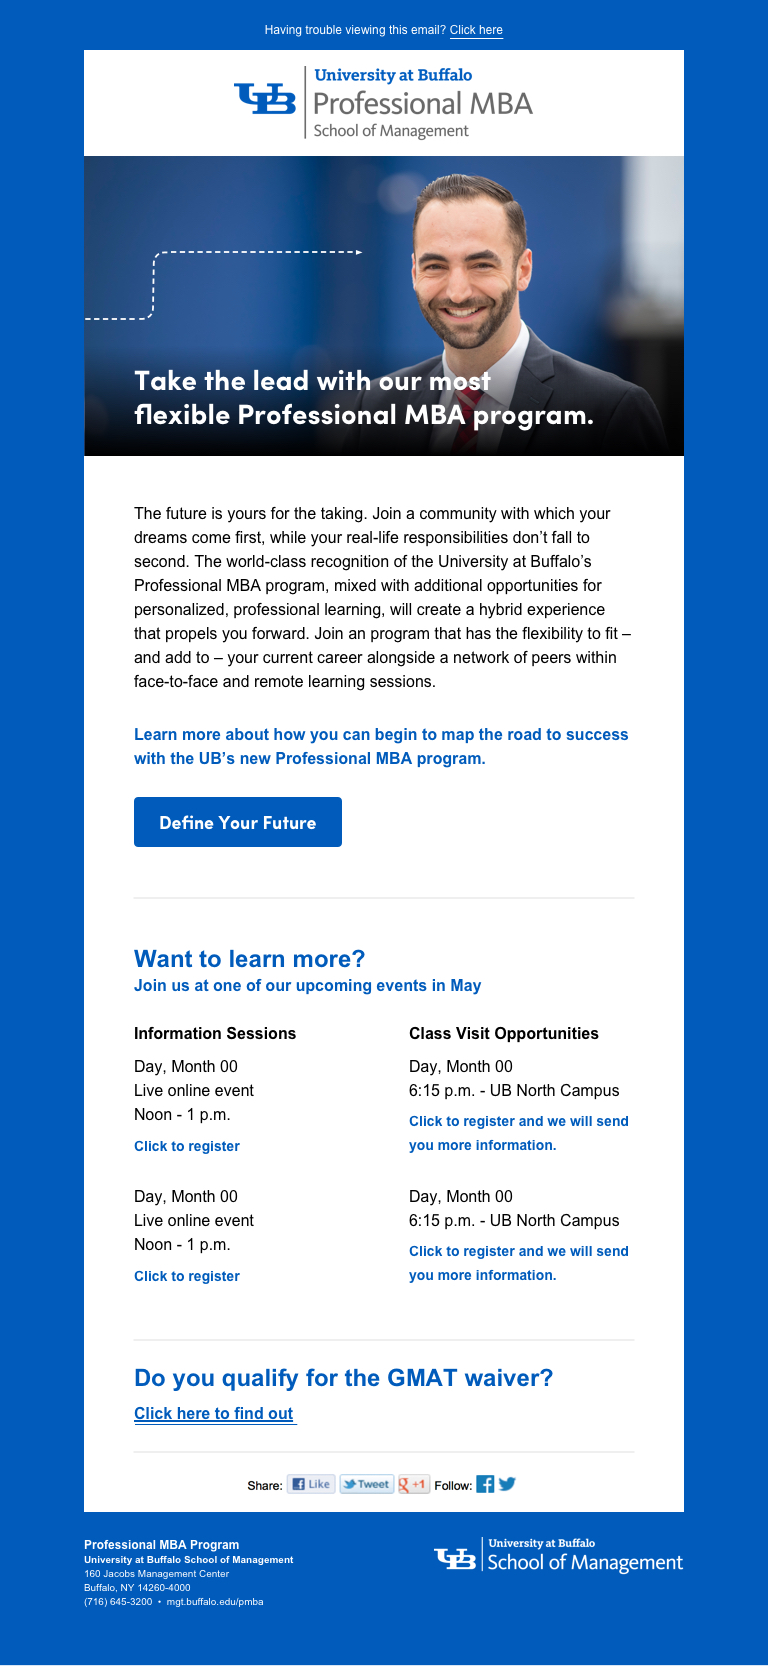 Having trouble viewing this email? Click here
University at Buffalo
UB Professional MBA
School of Management
Take the lead with our most
flexible Professional MBA program.
The future is yours for the taking. Join a community with which your
dreams come first, while your real-life responsibilities don’t fall to
second. The world-class recognition of the University at Buffalo’s
Professional MBA program, mixed with additional opportunities for
personalized, professional learning, will create a hybrid experience
that propels you forward. Join an program that has the flexibility to fit –
and add to – your current career alongside a network of peers within
face-to-face and remote learning sessions.
Learn more about how you can begin to map the road to success
with the UB’s new Professional MBA program.
Define Your Future
Want to learn more?
Join us at one of our upcoming events in May
Information Sessions
Day, Month 00
Live online event
Noon - 1 p.m.
Click to register
Day, Month 00
Live online event
Noon - 1 p.m.
Click to register
Class Visit Opportunities
Day, Month 00
6:15 p.m. - UB North Campus
Click to register and we will send
you more information.
Day, Month 00
6:15 p.m. - UB North Campus
Click to register and we will send
you more information.
Do you qualify for the GMAT waiver?
Click here to find out
Share: Like Tweet +1 Follow:
Professional MBA Program
University at Buffalo School of Management
160 Jacobs Management Center
Buffalo, NY 14260-4000
(716) 645-3200 • mgt.buffalo.edu/pmba
University at Buffalo
UB School of Management